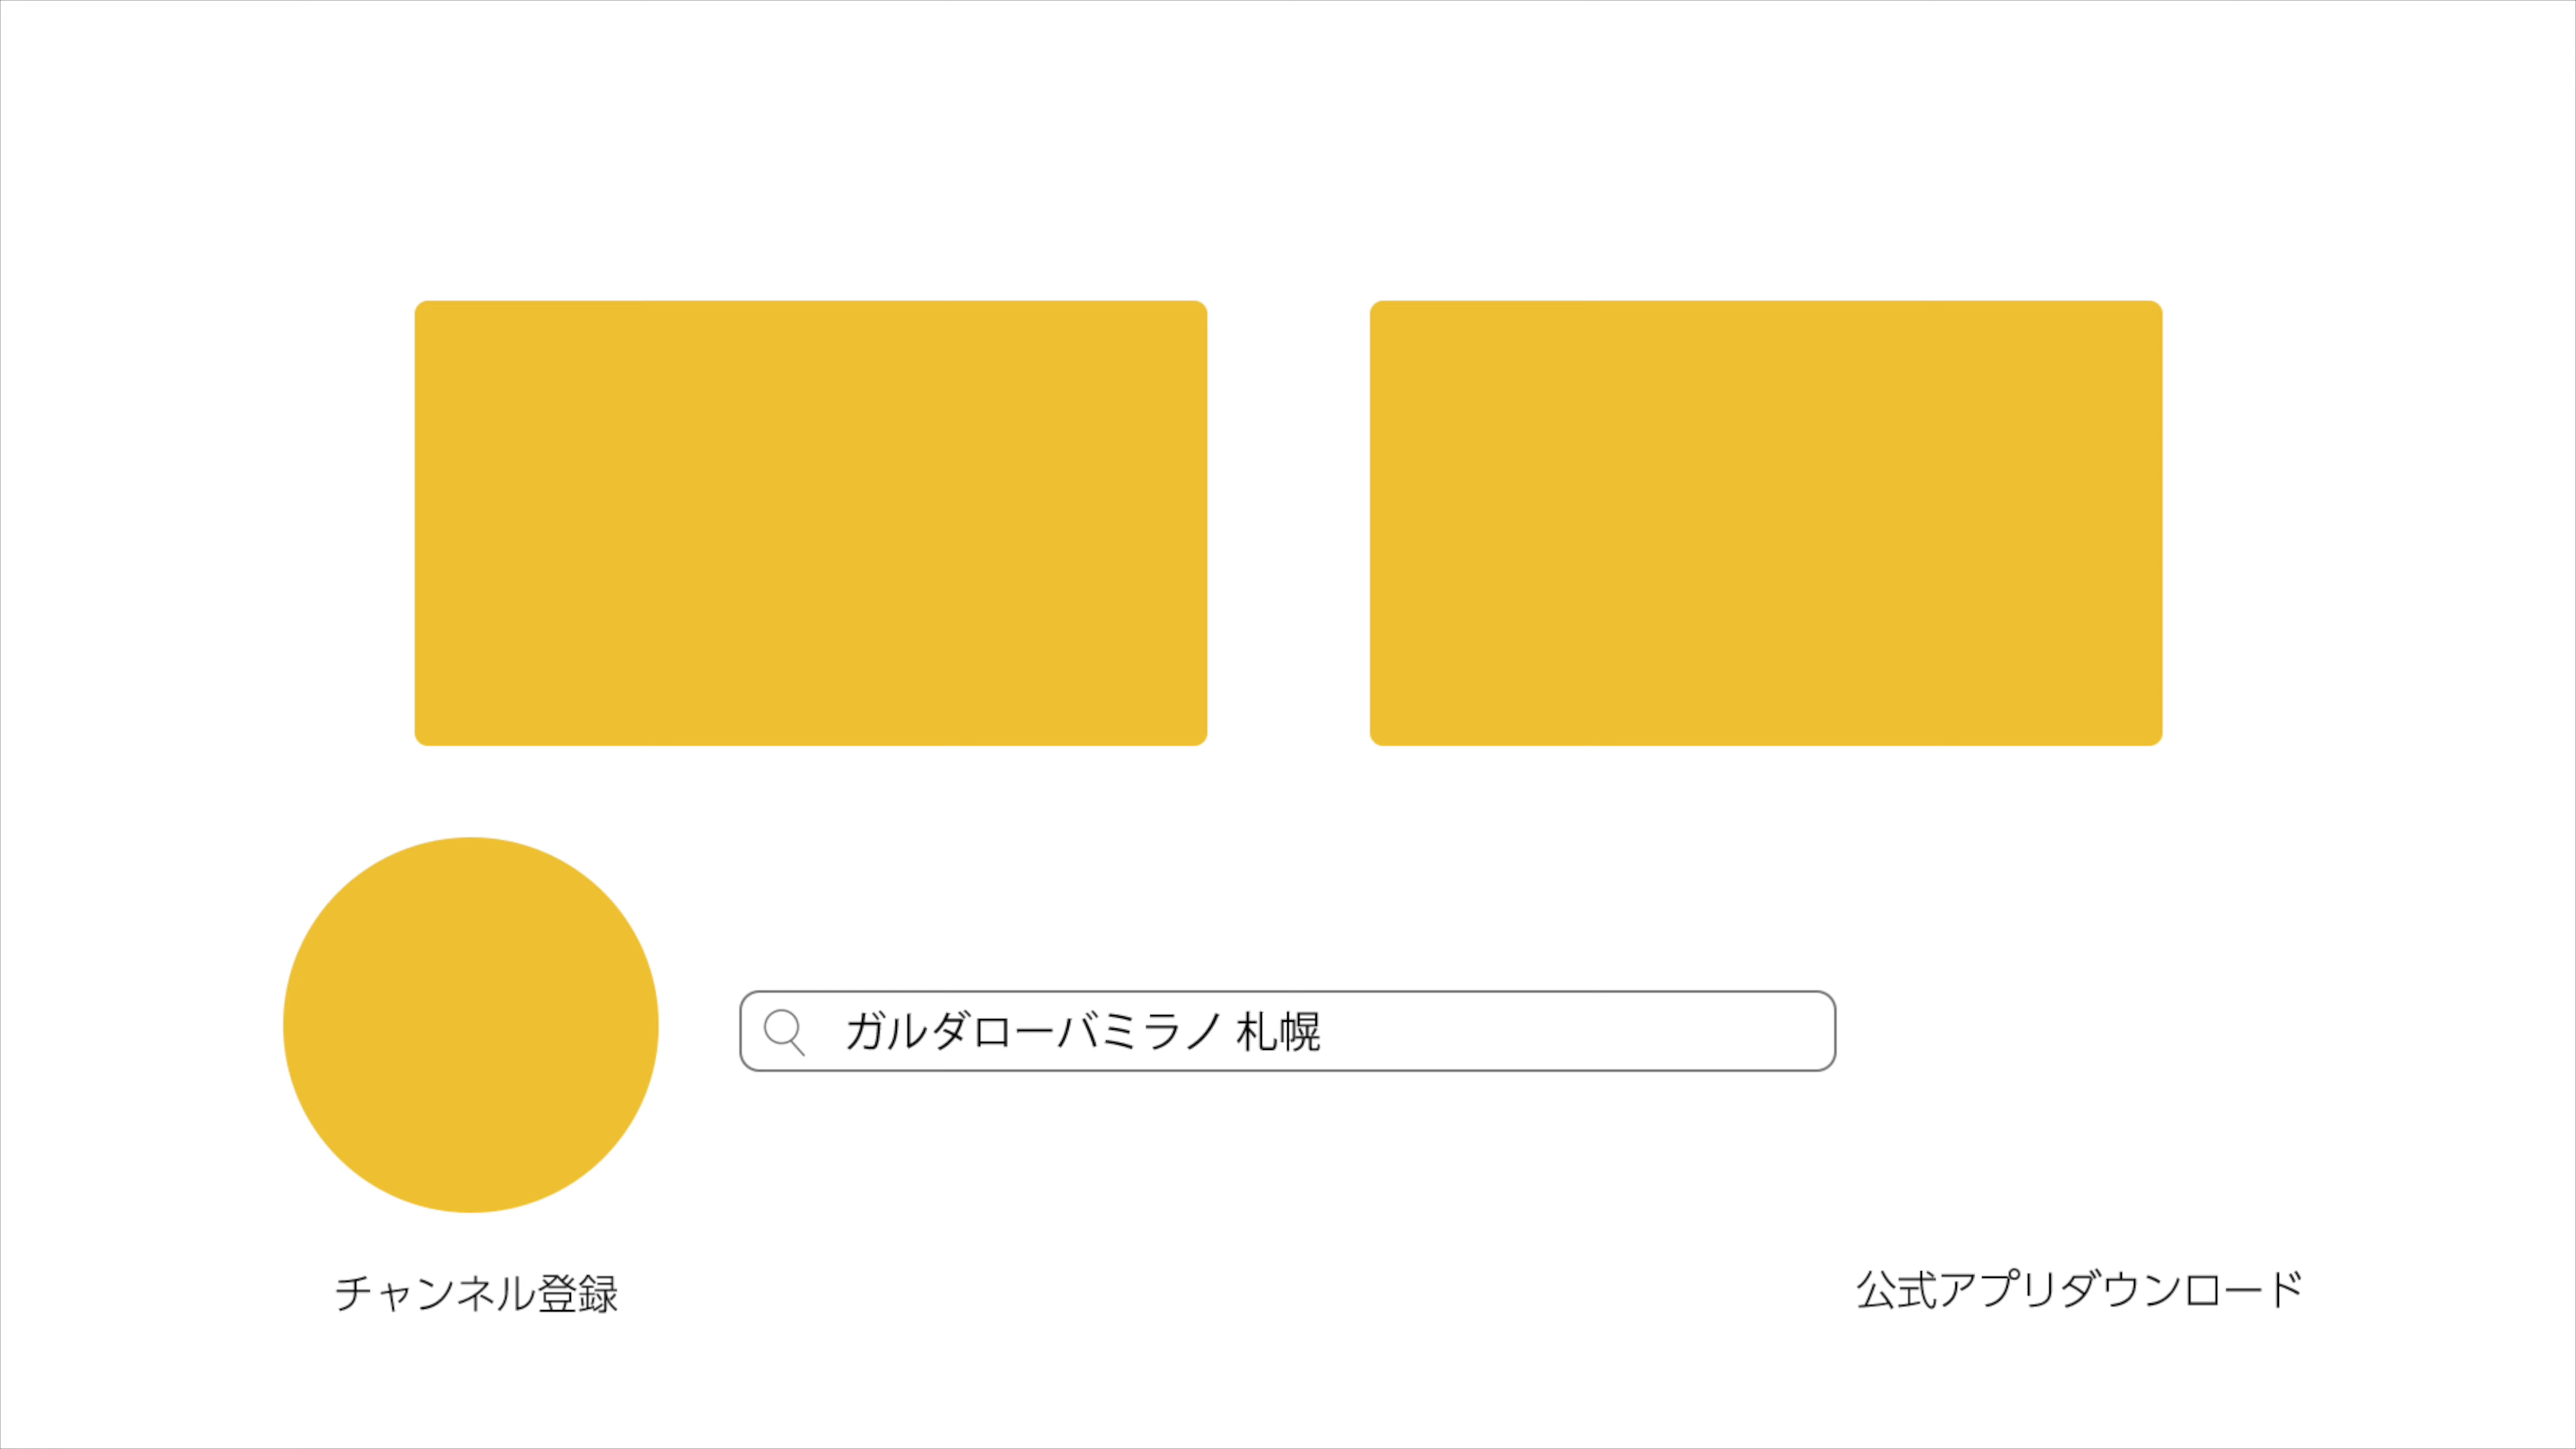 ガルダローバミラノ 札幌
チャンネル登録
公式アプリダウンロード